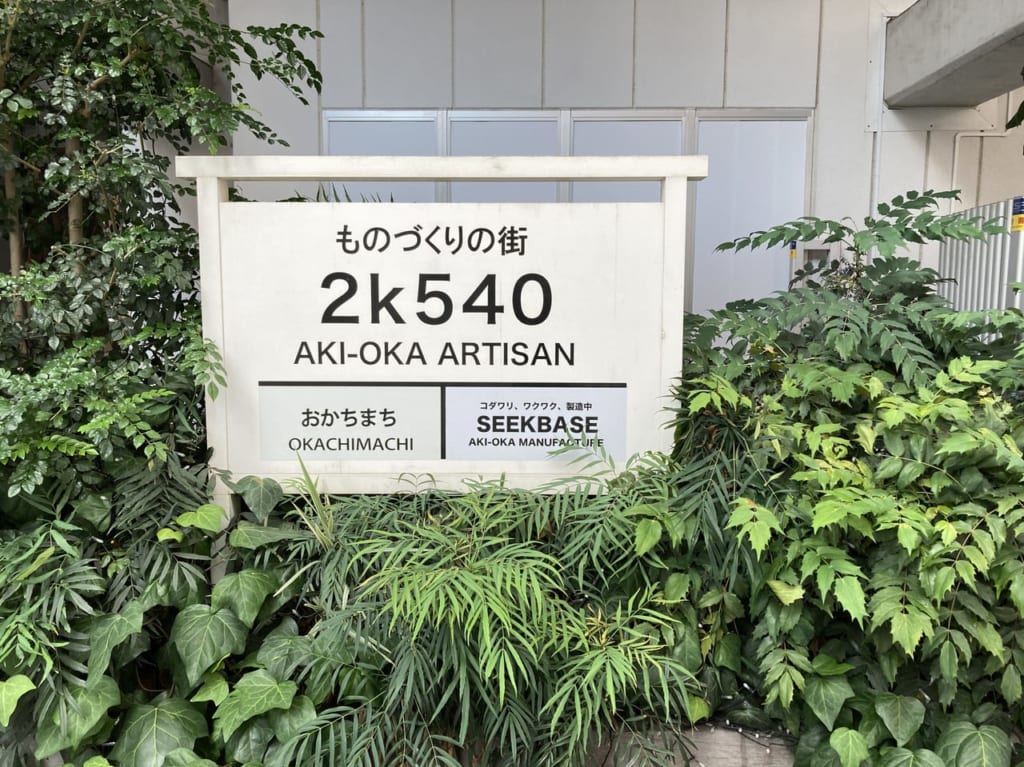 ものづくりの街
2k540
AKI-OKA ARTISAN
おかちまち
OKACHIMACHI
コダワリ、ワクワク、製造中
SEEKBASE
AKI-OKA MANUFACTURE